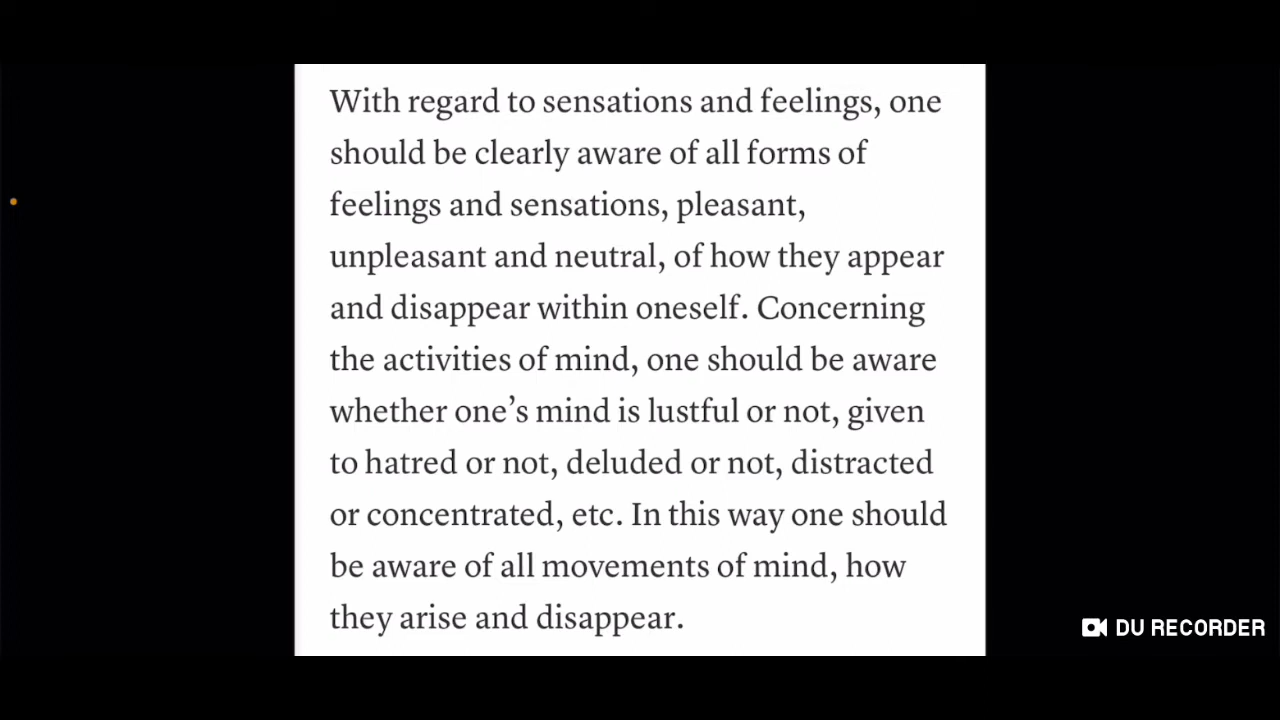 With regard to sensations and feelings, one
should be clearly aware of all forms of
feelings and sensations, pleasant,
unpleasant and neutral, of how they appear
and disappear within oneself. Concerning
the activities of mind, one should be aware
whether one’s mind is lustful or not, given
to hatred or not, deluded or not, distracted
or concentrated, etc. In this way one should
be aware of all movements of mind, how
they arise and disappear.
DU RECORDER